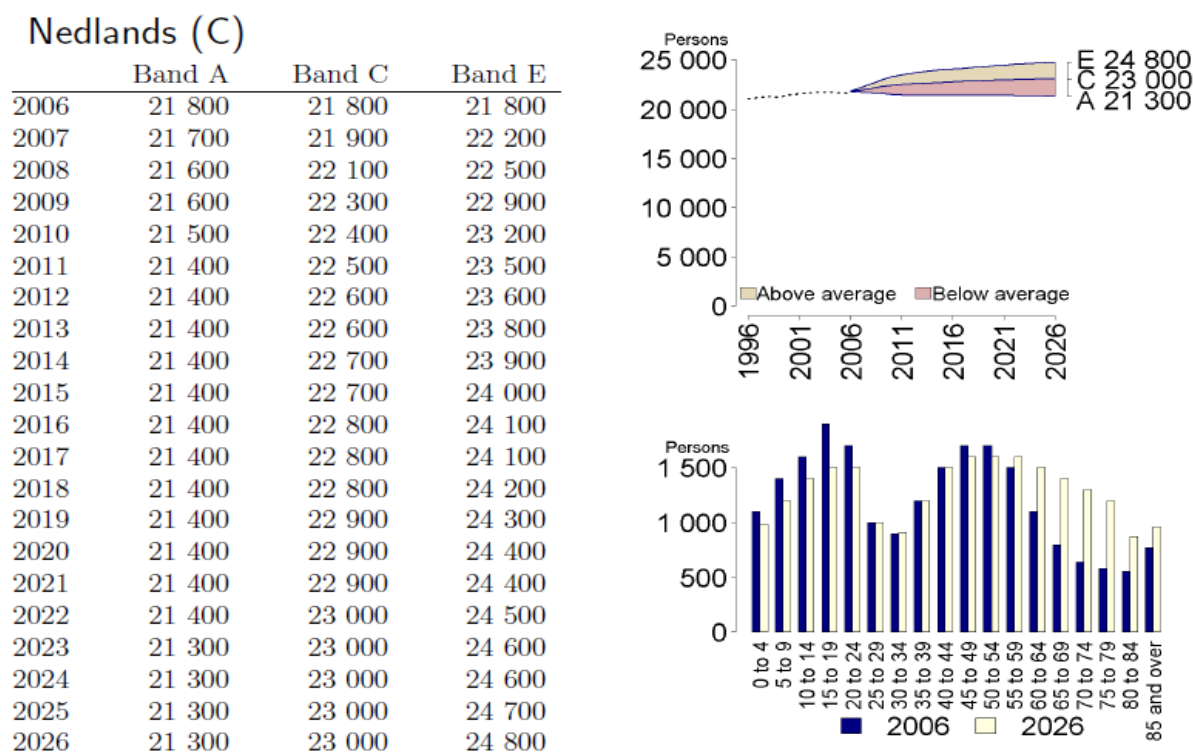 Nedlands (C)
Band A Band C Band E
2006 21 800 21 800 21 800
2007 21 700 21 900 22 200
2008 21 600 22 100 22 500
2009 21 600 22 300 22 900
2010 21 500 22 400 23 200
2011 21 400 22 500 23 500
2012 21 400 22 600 23 600
2013 21 400 22 600 23 800
2014 21 400 22 700 23 900
2015 21 400 22 700 24 000
2016 21 400 22 800 24 100
2017 21 400 22 800 24 100
2018 21 400 22 800 24 200
2019 21 400 22 900 24 300
2020 21 400 22 900 24 400
2021 21 400 22 900 24 400
2022 21 400 23 000 24 500
2023 21 300 23 000 24 600
2024 21 300 23 000 24 600
2025 21 300 23 000 24 700
2026 21 300 23 000 24 800
Persons
25 000
20 000
15 000
10 000
5 000
0
E 24 800
C 23 000
A 21 300
Above average Below average
1996 2001 2006 2011 2016 2021 2026
Persons
1 500
1 000
500
0
0 to 4
5 to 9
10 to 14
15 to 19
20 to 24
25 to 29
30 to 34
35 to 39
40 to 44
45 to 49
50 to 54
55 to 59
60 to 64
65 to 69
70 to 74
75 to 79
80 to 84
85 and over
2006 2026